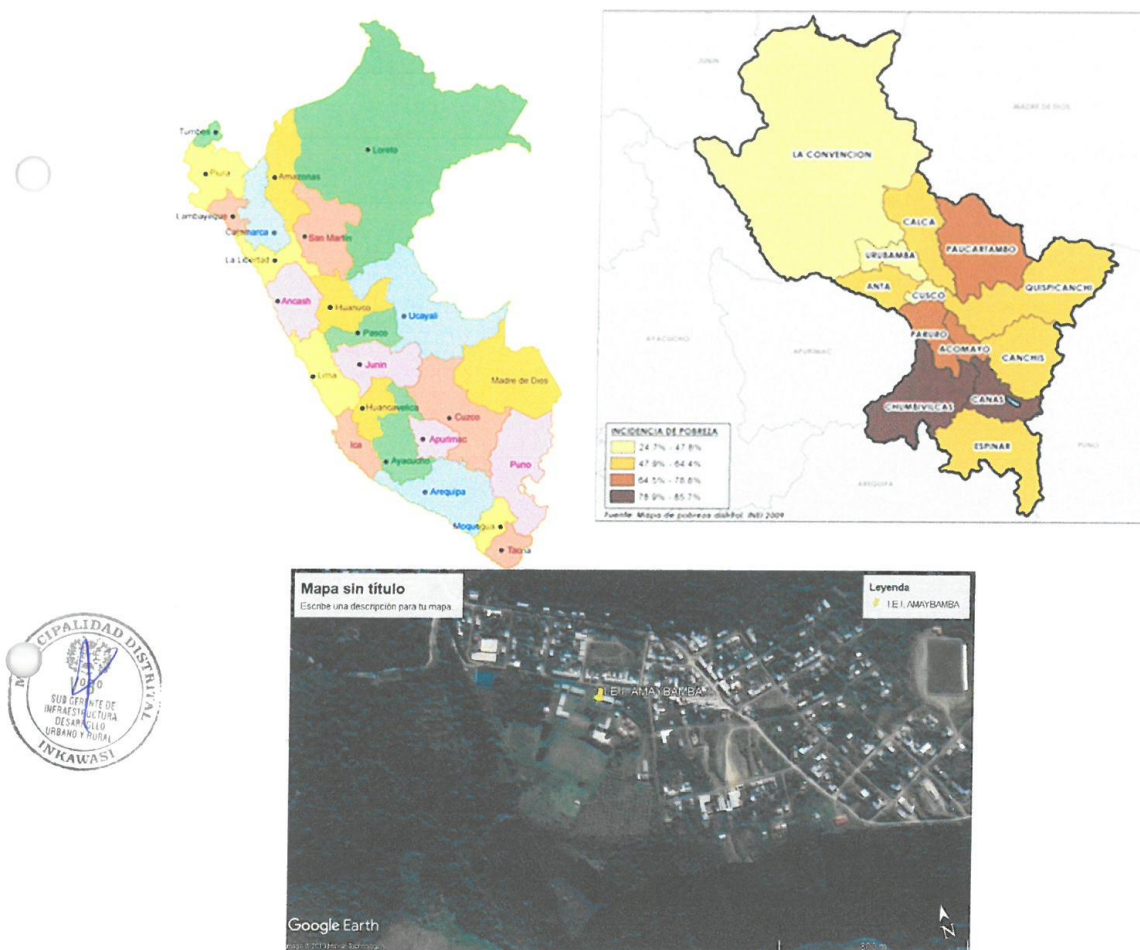 Tumbes
Loreto
Piura
Amazonas
Lambayeque
Cajamarca
San Martín
La Libertad
Ancash
Huanuco
Ucayali
Pasco
Junin
Lima
Madre de Dios
Huancavelica
Cuzco
Ica
Apurimac
Ayacucho
Puno
Arequipa
Moquegua
Tacna
JUNIN
MADRE DE DIOS
LA CONVENCION
CALCA
PAUCARTAMBO
URUBAMBA
ANTA
CUSCO
QUISPICANCHI
PARURO
ACOMAYO
CANCHIS
AYACUCHO
APURIMAC
CHUMBIVILCAS
CANAS
ESPINAR
PUNO
AREQUIPA
INCIDENCIA DE POBREZA
24.7% - 47.8%
47.9% - 64.4%
64.5% - 78.8%
78.9% - 85.7%
Fuente: Mapa de pobreza distrital. INEI 2009
Mapa sin título
Escribe una descripción para tu mapa.
Leyenda
I.E.I. AMAYBAMBA
I.E.I. AMAYBAMBA
Google Earth
N
MUNICIPALIDAD DISTRITAL
SUB GERENTE DE
INFRAESTRUCTURA
DESARROLLO
URBANO Y RURAL
INKAWASI